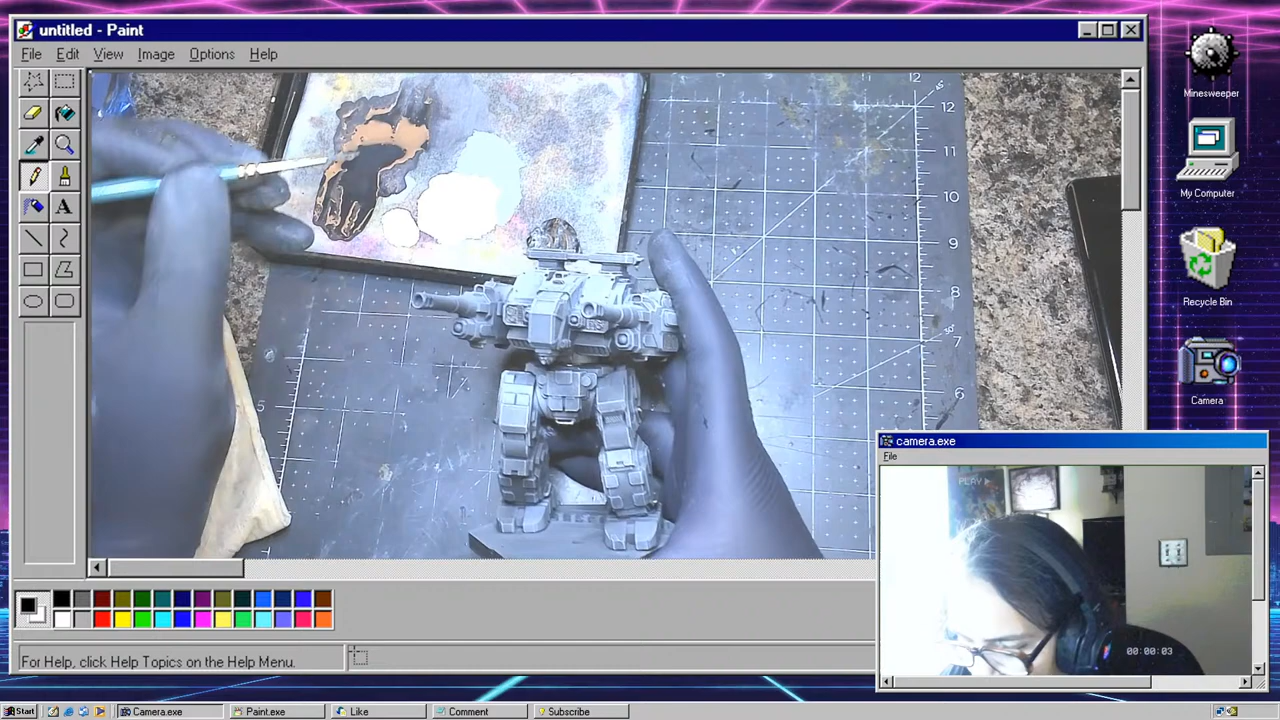 untitled - Paint
File Edit View Image Options Help
Minesweeper
My Computer
Recycle Bin
Camera
12
12
11
10
9
8
7
6
5
camera.exe
File
PLAY
00:00:03
For Help, click Help Topics on the Help Menu.
Start Camera.exe Paint.exe Like Comment Subscribe